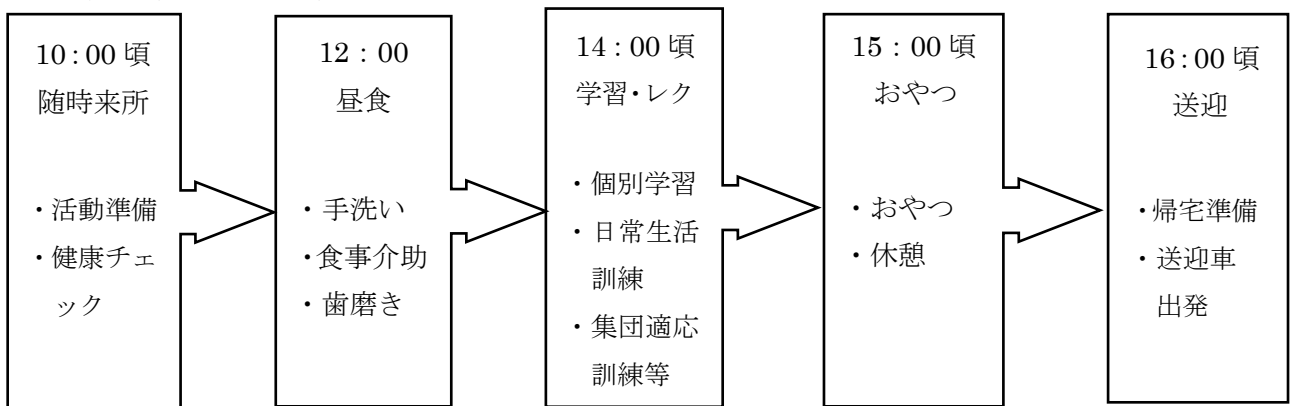 10:00 頃
随時来所
・活動準備
・健康チェ
ック
12:00
昼食
・手洗い
・食事介助
・歯磨き
14:00 頃
学習・レク
・個別学習
・日常生活
訓練
・集団適応
訓練等
15:00 頃
おやつ
・おやつ
・休憩
16:00 頃
送迎
・帰宅準備
・送迎車
出発